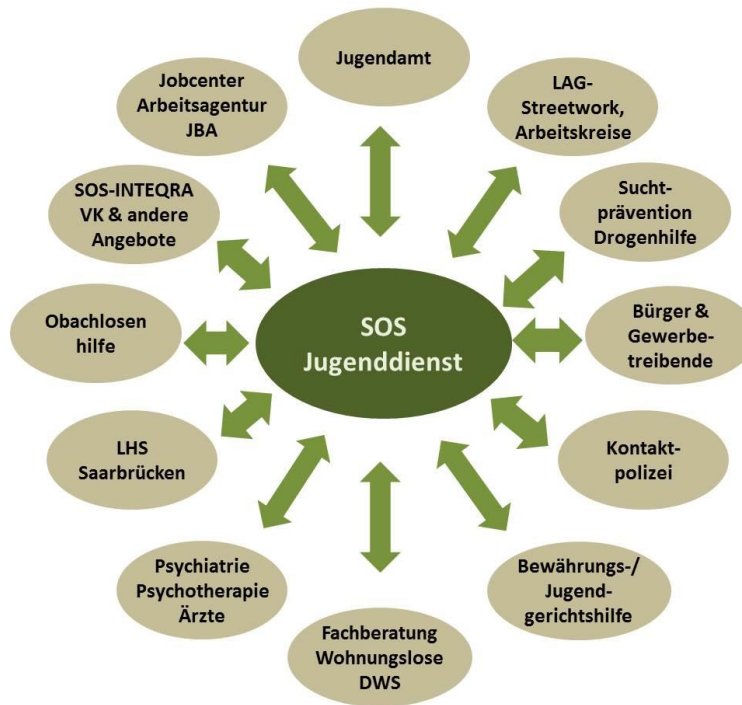 Jugendamt
LAG-
Streetwork,
Arbeitskreise
Sucht-
prävention
Drogenhilfe
Bürger &
Gewerbe-
treibende
Kontakt-
polizei
Bewährungs-/
Jugend-
gerichtshilfe
Fachberatung
Wohnungslose
DWS
Psychiatrie
Psychotherapie
Ärzte
LHS
Saarbrücken
Obachlosen
hilfe
SOS-INTEQRA
VK & andere
Angebote
Jobcenter
Arbeitsagentur
JBA
SOS
Jugenddienst